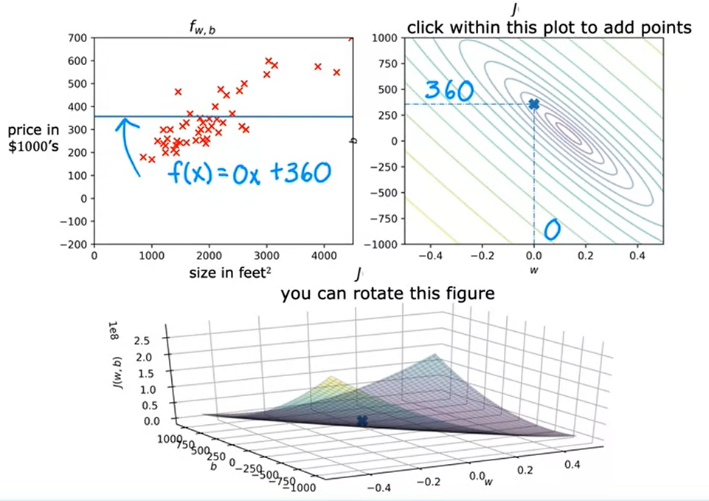 f_{w, b}
700
600
500
400
300
200
100
0
−100
−200
price in
$1000's
f(x) = 0x + 360
0 1000 2000 3000 4000
size in feet²
J
click within this plot to add points
1000
750
500
250
0
−250
−500
−750
−1000
b
360
0
−0.4 −0.2 0.0 0.2 0.4
w
J
you can rotate this figure
1e8
J(w, b)
2.5
2.0
1.5
1.0
0.5
0.0
1000 750 500 250 0 −250 −500 −750 −1000
b
−0.4 −0.2 0.0 0.2 0.4
w